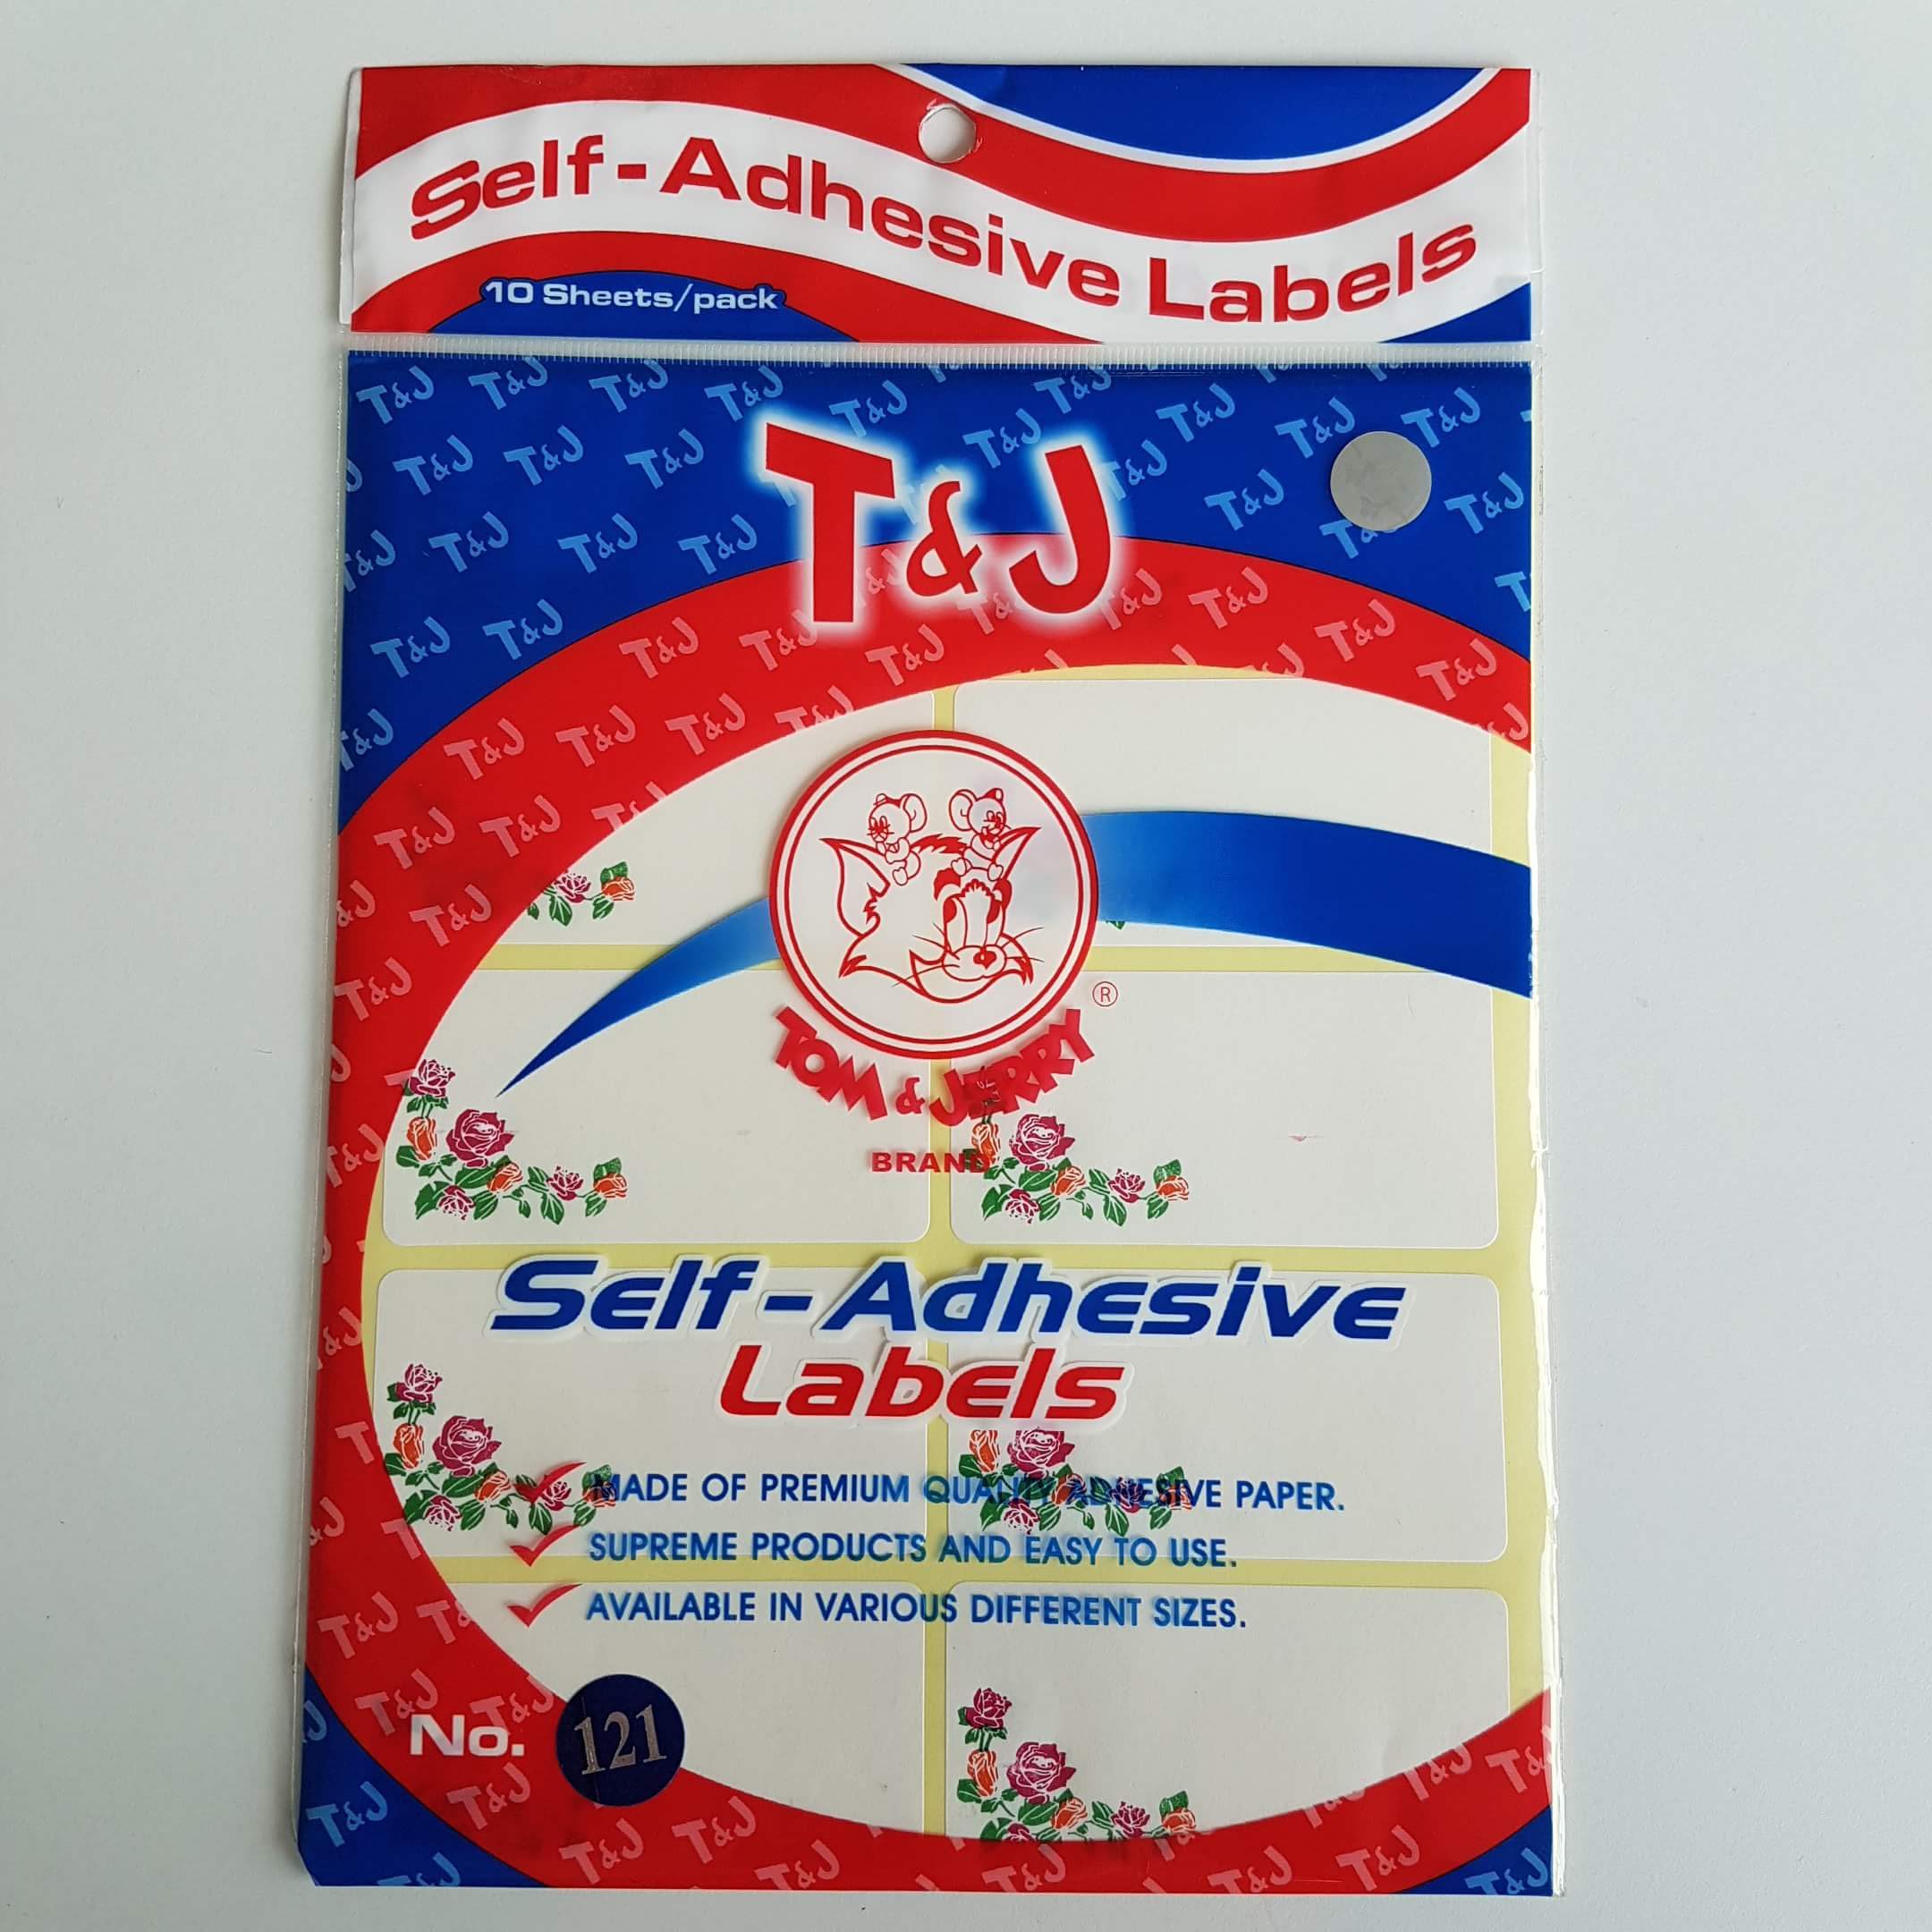 Self-Adhesive Labels
10 Sheets/pack
T&J
TOM & JERRY ®
BRAND
Self-Adhesive
Labels
MADE OF PREMIUM QUALITY ADHESIVE PAPER.
SUPREME PRODUCTS AND EASY TO USE.
AVAILABLE IN VARIOUS DIFFERENT SIZES.
No. 121